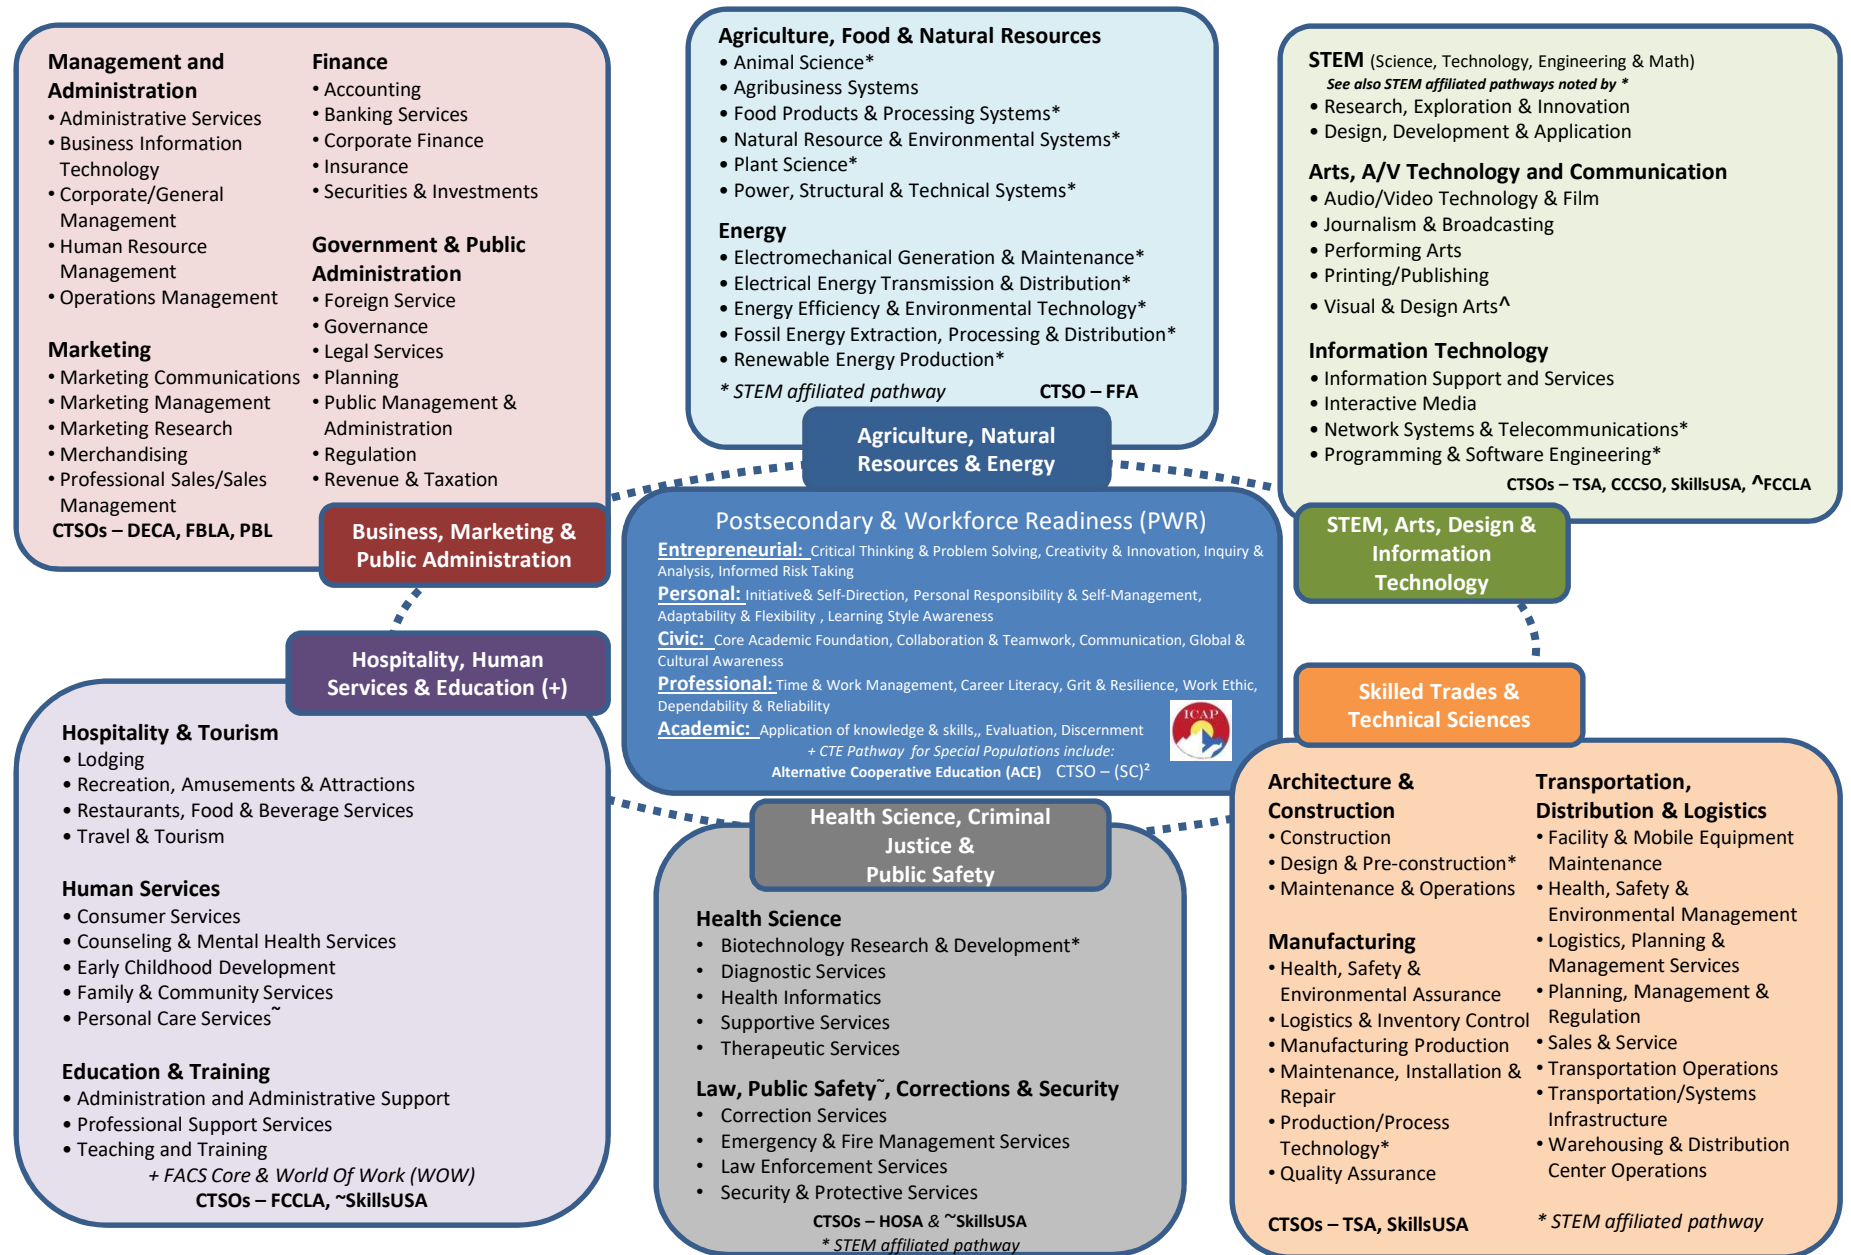 Management and
Administration
• Administrative Services
• Business Information
Technology
• Corporate/General
Management
• Human Resource
Management
• Operations Management
Marketing
• Marketing Communications
• Marketing Management
• Marketing Research
• Merchandising
• Professional Sales/Sales
Management
CTSOs – DECA, FBLA, PBL
Finance
• Accounting
• Banking Services
• Corporate Finance
• Insurance
• Securities & Investments
Government & Public
Administration
• Foreign Service
• Governance
• Legal Services
• Planning
• Public Management &
Administration
• Regulation
• Revenue & Taxation
Business, Marketing &
Public Administration
Agriculture, Food & Natural Resources
• Animal Science*
• Agribusiness Systems
• Food Products & Processing Systems*
• Natural Resource & Environmental Systems*
• Plant Science*
• Power, Structural & Technical Systems*
Energy
• Electromechanical Generation & Maintenance*
• Electrical Energy Transmission & Distribution*
• Energy Efficiency & Environmental Technology*
• Fossil Energy Extraction, Processing & Distribution*
• Renewable Energy Production*
* STEM affiliated pathway CTSO – FFA
Agriculture, Natural
Resources & Energy
STEM (Science, Technology, Engineering & Math)
See also STEM affiliated pathways noted by *
• Research, Exploration & Innovation
• Design, Development & Application
Arts, A/V Technology and Communication
• Audio/Video Technology & Film
• Journalism & Broadcasting
• Performing Arts
• Printing/Publishing
• Visual & Design Arts^
Information Technology
• Information Support and Services
• Interactive Media
• Network Systems & Telecommunications*
• Programming & Software Engineering*
CTSOs – TSA, CCCSO, SkillsUSA, ^FCCLA
STEM, Arts, Design &
Information
Technology
Postsecondary & Workforce Readiness (PWR)
Entrepreneurial: Critical Thinking & Problem Solving, Creativity & Innovation, Inquiry &
Analysis, Informed Risk Taking
Personal: Initiative& Self-Direction, Personal Responsibility & Self-Management,
Adaptability & Flexibility , Learning Style Awareness
Civic: Core Academic Foundation, Collaboration & Teamwork, Communication, Global &
Cultural Awareness
Professional: Time & Work Management, Career Literacy, Grit & Resilience, Work Ethic,
Dependability & Reliability
Academic: Application of knowledge & skills,, Evaluation, Discernment
+ CTE Pathway for Special Populations include:
Alternative Cooperative Education (ACE) CTSO – (SC)²
ICAP
Hospitality, Human
Services & Education (+)
Hospitality & Tourism
• Lodging
• Recreation, Amusements & Attractions
• Restaurants, Food & Beverage Services
• Travel & Tourism
Human Services
• Consumer Services
• Counseling & Mental Health Services
• Early Childhood Development
• Family & Community Services
• Personal Care Services~
Education & Training
• Administration and Administrative Support
• Professional Support Services
• Teaching and Training
+ FACS Core & World Of Work (WOW)
CTSOs – FCCLA, ~SkillsUSA
Health Science, Criminal
Justice &
Public Safety
Health Science
• Biotechnology Research & Development*
• Diagnostic Services
• Health Informatics
• Supportive Services
• Therapeutic Services
Law, Public Safety~, Corrections & Security
• Correction Services
• Emergency & Fire Management Services
• Law Enforcement Services
• Security & Protective Services
CTSOs – HOSA & ~SkillsUSA
* STEM affiliated pathway
Skilled Trades &
Technical Sciences
Architecture &
Construction
• Construction
• Design & Pre-construction*
• Maintenance & Operations
Manufacturing
• Health, Safety &
Environmental Assurance
• Logistics & Inventory Control
• Manufacturing Production
• Maintenance, Installation &
Repair
• Production/Process
Technology*
• Quality Assurance
CTSOs – TSA, SkillsUSA
Transportation,
Distribution & Logistics
• Facility & Mobile Equipment
Maintenance
• Health, Safety &
Environmental Management
• Logistics, Planning &
Management Services
• Planning, Management &
Regulation
• Sales & Service
• Transportation Operations
• Transportation/Systems
Infrastructure
• Warehousing & Distribution
Center Operations
* STEM affiliated pathway